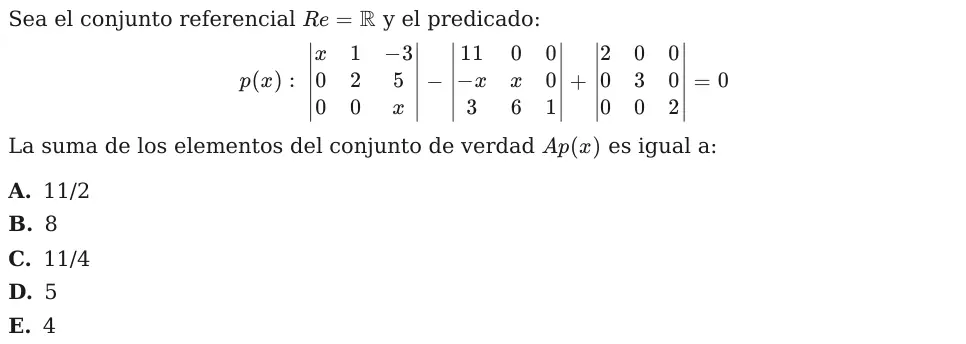 Sea el conjunto referencial Re = ℝ y el predicado:
p(x) : |x 1 −3; 0 2 5; 0 0 x| − |11 0 0; −x x 0; 3 6 1| + |2 0 0; 0 3 0; 0 0 2| = 0
La suma de los elementos del conjunto de verdad Ap(x) es igual a:
A. 11/2
B. 8
C. 11/4
D. 5
E. 4